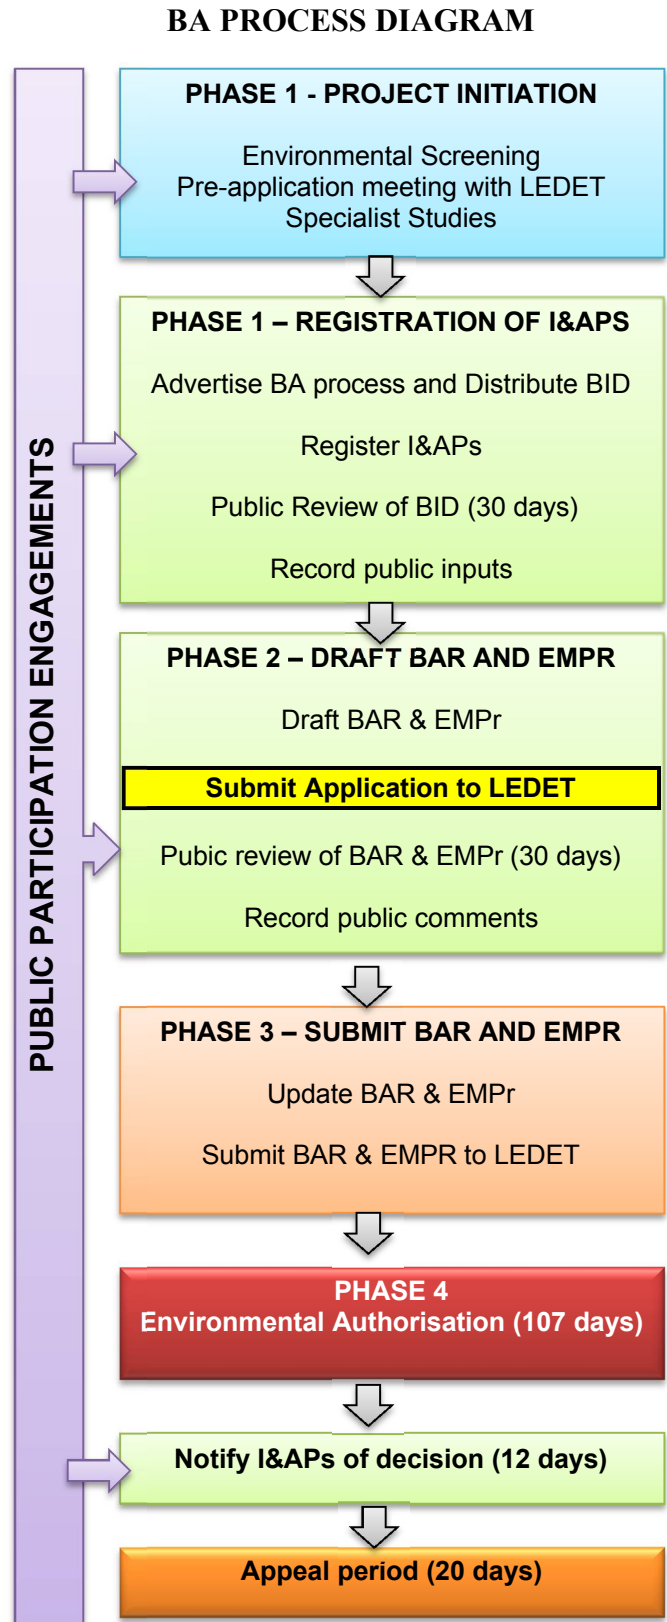 BA PROCESS DIAGRAM
PUBLIC PARTICIPATION ENGAGEMENTS
PHASE 1 - PROJECT INITIATION
Environmental Screening
Pre-application meeting with LEDET
Specialist Studies
PHASE 1 – REGISTRATION OF I&APS
Advertise BA process and Distribute BID
Register I&APs
Public Review of BID (30 days)
Record public inputs
PHASE 2 – DRAFT BAR AND EMPR
Draft BAR & EMPr
Submit Application to LEDET
Pubic review of BAR & EMPr (30 days)
Record public comments
PHASE 3 – SUBMIT BAR AND EMPR
Update BAR & EMPr
Submit BAR & EMPR to LEDET
PHASE 4
Environmental Authorisation (107 days)
Notify I&APs of decision (12 days)
Appeal period (20 days)